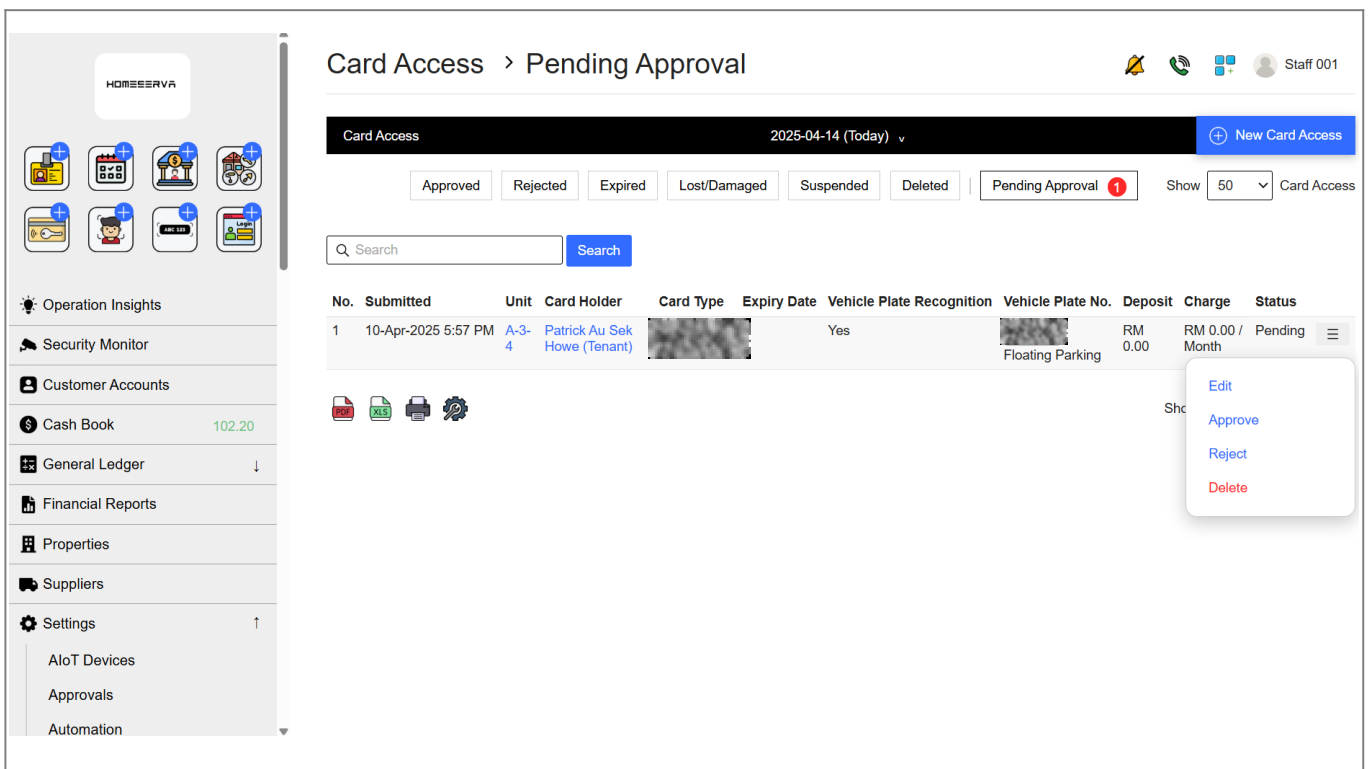 HOMESERVA
Card Access > Pending Approval
Staff 001
Card Access
2025-04-14 (Today) v
New Card Access
Approved
Rejected
Expired
Lost/Damaged
Suspended
Deleted
Pending Approval 1
Show 50 Card Access
Search
Search
No. Submitted Unit Card Holder Card Type Expiry Date Vehicle Plate Recognition Vehicle Plate No. Deposit Charge Status
1 10-Apr-2025 5:57 PM A-3- Patrick Au Sek Yes RM RM 0.00 / Pending
4 Howe (Tenant) Floating Parking 0.00 Month
Edit
Approve
Reject
Delete
PDF
XLS
Sho
ABC 123
Login
Operation Insights
Security Monitor
Customer Accounts
Cash Book 102.20
General Ledger ↓
Financial Reports
Properties
Suppliers
Settings ↑
AIoT Devices
Approvals
Automation